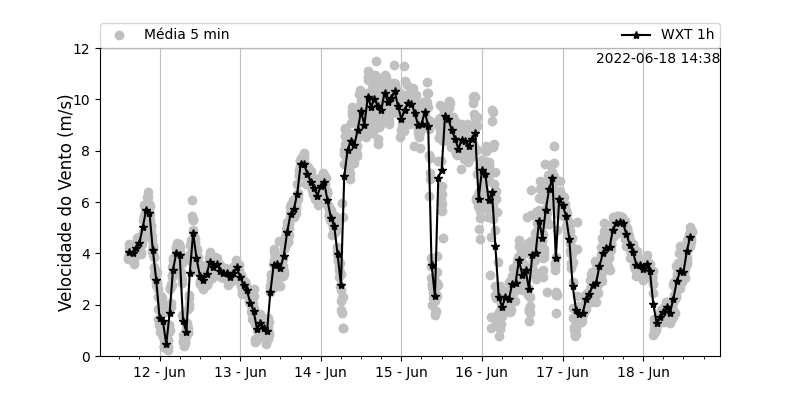 Média 5 min
WXT 1h
2022-06-18 14:38
Velocidade do Vento (m/s)
12
10
8
6
4
2
0
12 - Jun
13 - Jun
14 - Jun
15 - Jun
16 - Jun
17 - Jun
18 - Jun